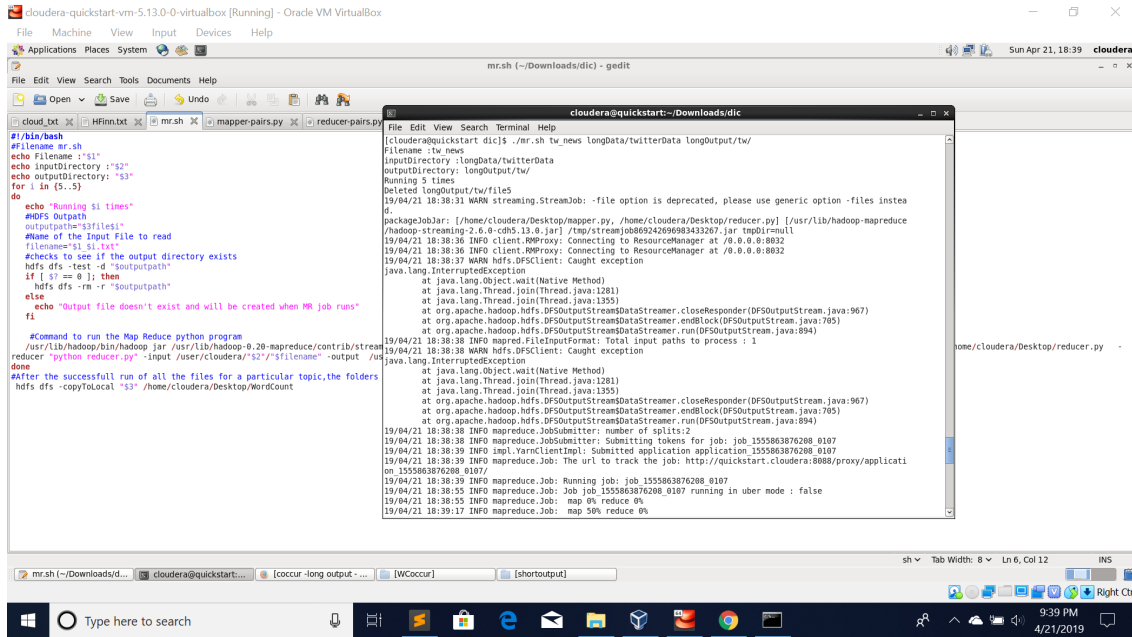 cloudera-quickstart-vm-5.13.0-0-virtualbox [Running] - Oracle VM VirtualBox
File Machine View Input Devices Help
Applications Places System Sun Apr 21, 18:39 cloudera
mr.sh (~/Downloads/dic) - gedit
File Edit View Search Tools Documents Help
Open Save Undo
cloud_txt HFinn.txt mr.sh mapper-pairs.py reducer-pairs.py
#!/bin/bash
#Filename mr.sh
echo Filename :"$1"
echo inputDirectory :"$2"
echo outputDirectory: "$3"
for i in {5..5}
do
echo "Running $i times"
#HDFS Outpath
outputpath="$3file$i"
#Name of the Input File to read
filename="$1_$i.txt"
#checks to see if the output directory exists
hdfs dfs -test -d "$outputpath"
if [ $? == 0 ]; then
hdfs dfs -rm -r "$outputpath"
else
echo "Output file doesn't exist and will be created when MR job runs"
fi
#Command to run the Map Reduce python program
/usr/lib/hadoop/bin/hadoop jar /usr/lib/hadoop-0.20-mapreduce/contrib/stream
home/cloudera/Desktop/reducer.py -
reducer "python reducer.py" -input /user/cloudera/"$2"/"$filename" -output /us
done
#After the successfull run of all the files for a particular topic,the folders
hdfs dfs -copyToLocal "$3" /home/cloudera/Desktop/WordCount
cloudera@quickstart:~/Downloads/dic
File Edit View Search Terminal Help
[cloudera@quickstart dic]$ ./mr.sh tw_news longData/twitterData longOutput/tw/
Filename :tw_news
inputDirectory :longData/twitterData
outputDirectory: longOutput/tw/
Running 5 times
Deleted longOutput/tw/file5
19/04/21 18:38:31 WARN streaming.StreamJob: -file option is deprecated, please use generic option -files instea
d.
packageJobJar: [/home/cloudera/Desktop/mapper.py, /home/cloudera/Desktop/reducer.py] [/usr/lib/hadoop-mapreduce
/hadoop-streaming-2.6.0-cdh5.13.0.jar] /tmp/streamjob869242696983433267.jar tmpDir=null
19/04/21 18:38:36 INFO client.RMProxy: Connecting to ResourceManager at /0.0.0.0:8032
19/04/21 18:38:36 INFO client.RMProxy: Connecting to ResourceManager at /0.0.0.0:8032
19/04/21 18:38:37 WARN hdfs.DFSClient: Caught exception
java.lang.InterruptedException
at java.lang.Object.wait(Native Method)
at java.lang.Thread.join(Thread.java:1281)
at java.lang.Thread.join(Thread.java:1355)
at org.apache.hadoop.hdfs.DFSOutputStream$DataStreamer.closeResponder(DFSOutputStream.java:967)
at org.apache.hadoop.hdfs.DFSOutputStream$DataStreamer.endBlock(DFSOutputStream.java:705)
at org.apache.hadoop.hdfs.DFSOutputStream$DataStreamer.run(DFSOutputStream.java:894)
19/04/21 18:38:38 INFO mapred.FileInputFormat: Total input paths to process : 1
19/04/21 18:38:38 WARN hdfs.DFSClient: Caught exception
java.lang.InterruptedException
at java.lang.Object.wait(Native Method)
at java.lang.Thread.join(Thread.java:1281)
at java.lang.Thread.join(Thread.java:1355)
at org.apache.hadoop.hdfs.DFSOutputStream$DataStreamer.closeResponder(DFSOutputStream.java:967)
at org.apache.hadoop.hdfs.DFSOutputStream$DataStreamer.endBlock(DFSOutputStream.java:705)
at org.apache.hadoop.hdfs.DFSOutputStream$DataStreamer.run(DFSOutputStream.java:894)
19/04/21 18:38:38 INFO mapreduce.JobSubmitter: number of splits:2
19/04/21 18:38:38 INFO mapreduce.JobSubmitter: Submitting tokens for job: job_1555863876208_0107
19/04/21 18:38:39 INFO impl.YarnClientImpl: Submitted application application_1555863876208_0107
19/04/21 18:38:39 INFO mapreduce.Job: The url to track the job: http://quickstart.cloudera:8088/proxy/applicati
on_1555863876208_0107/
19/04/21 18:38:39 INFO mapreduce.Job: Running job: job_1555863876208_0107
19/04/21 18:38:55 INFO mapreduce.Job: Job job_1555863876208_0107 running in uber mode : false
19/04/21 18:38:55 INFO mapreduce.Job: map 0% reduce 0%
19/04/21 18:39:17 INFO mapreduce.Job: map 50% reduce 0%
sh Tab Width: 8 Ln 6, Col 12 INS
mr.sh (~/Downloads/d... cloudera@quickstart:... [coccur -long output - ... [WCoccur] [shortoutput]
Right Ctr
Type here to search
9:39 PM
4/21/2019